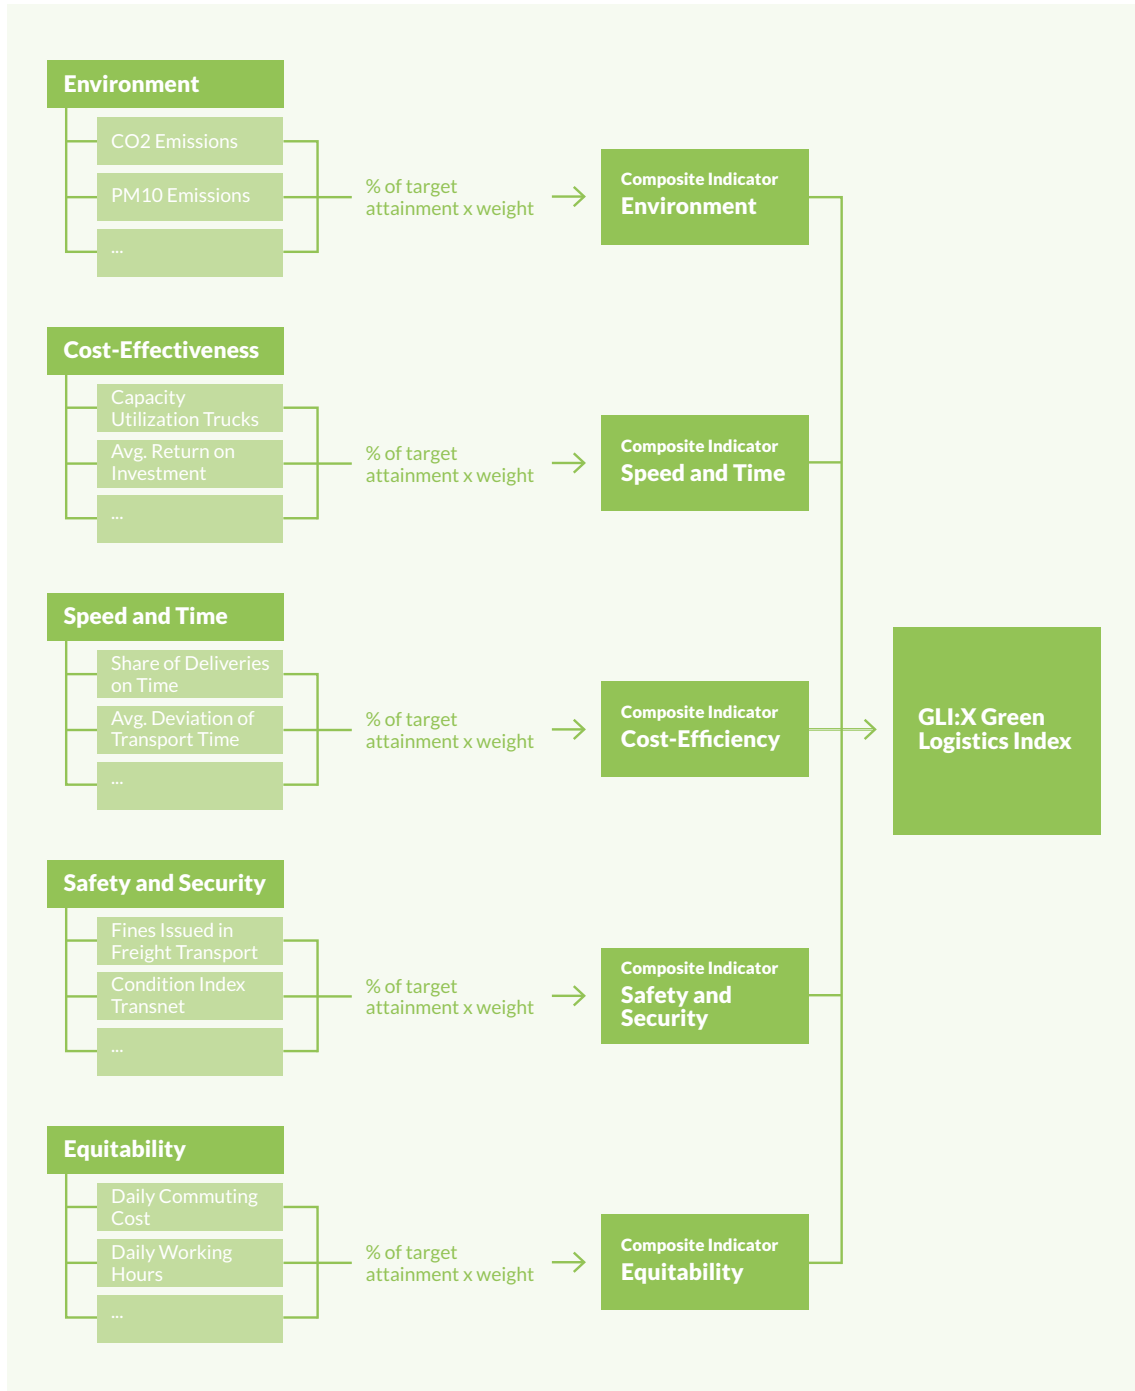 Environment
CO2 Emissions
PM10 Emissions
...
% of target
attainment x weight
Composite Indicator
Environment
Cost-Effectiveness
Capacity
Utilization Trucks
Avg. Return on
Investment
...
% of target
attainment x weight
Composite Indicator
Speed and Time
Speed and Time
Share of Deliveries
on Time
Avg. Deviation of
Transport Time
...
% of target
attainment x weight
Composite Indicator
Cost-Efficiency
Safety and Security
Fines Issued in
Freight Transport
Condition Index
Transnet
...
% of target
attainment x weight
Composite Indicator
Safety and
Security
Equitability
Daily Commuting
Cost
Daily Working
Hours
...
% of target
attainment x weight
Composite Indicator
Equitability
GLI:X Green
Logistics Index